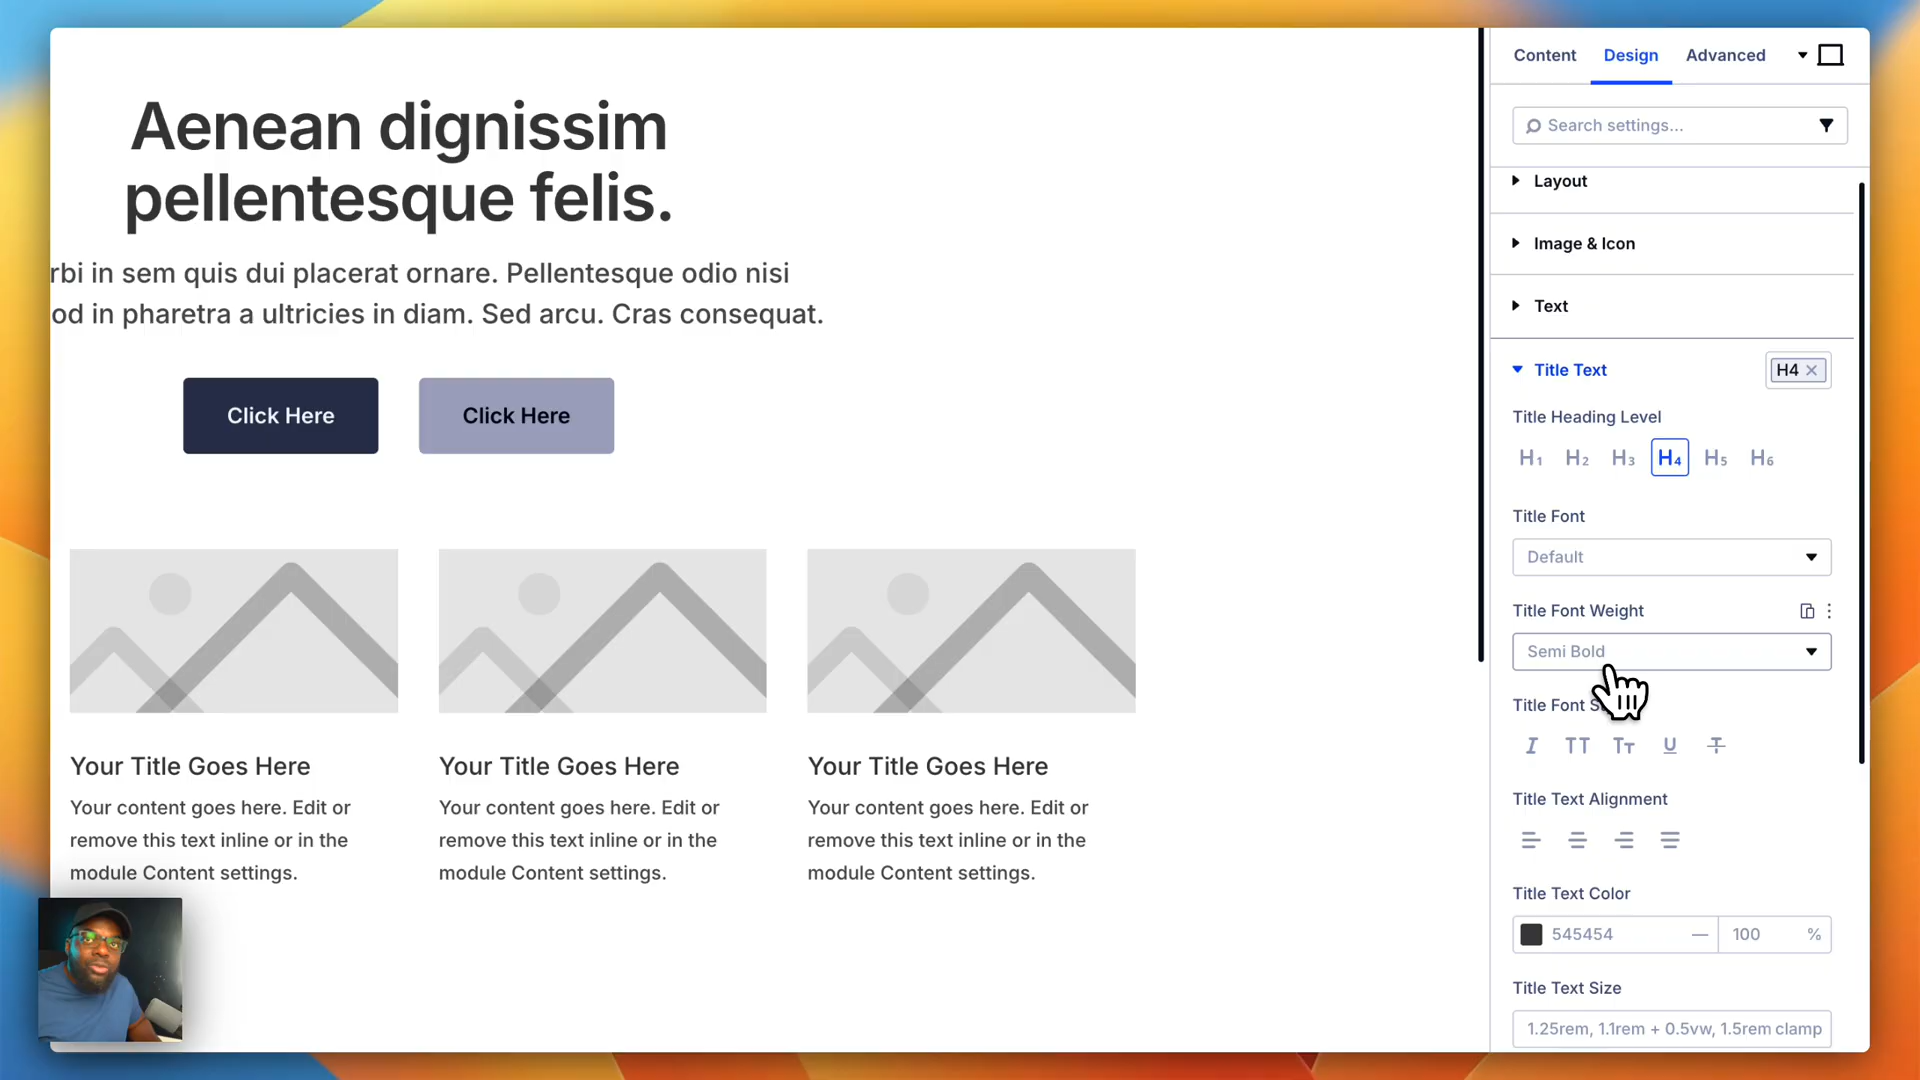 Aenean dignissim
pellentesque felis.
rbi in sem quis dui placerat ornare. Pellentesque odio nisi
od in pharetra a ultricies in diam. Sed arcu. Cras consequat.
Click Here
Click Here
Your Title Goes Here
Your content goes here. Edit or
remove this text inline or in the
module Content settings.
Your Title Goes Here
Your content goes here. Edit or
remove this text inline or in the
module Content settings.
Your Title Goes Here
Your content goes here. Edit or
remove this text inline or in the
module Content settings.
Content Design Advanced
Search settings...
Layout
Image & Icon
Text
Title Text H4
Title Heading Level
H1 H2 H3 H4 H5 H6
Title Font
Default
Title Font Weight
Semi Bold
Title Font S
I TT Tт U T
Title Text Alignment
Title Text Color
545454 100 %
Title Text Size
1.25rem, 1.1rem + 0.5vw, 1.5rem clamp